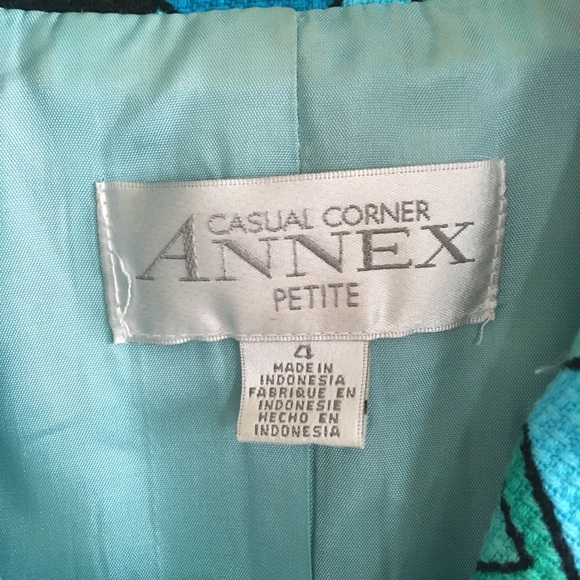 CASUAL CORNER
ANNEX
PETITE
4
MADE IN
INDONESIA
FABRIQUE EN
INDONESIE
HECHO EN
INDONESIA